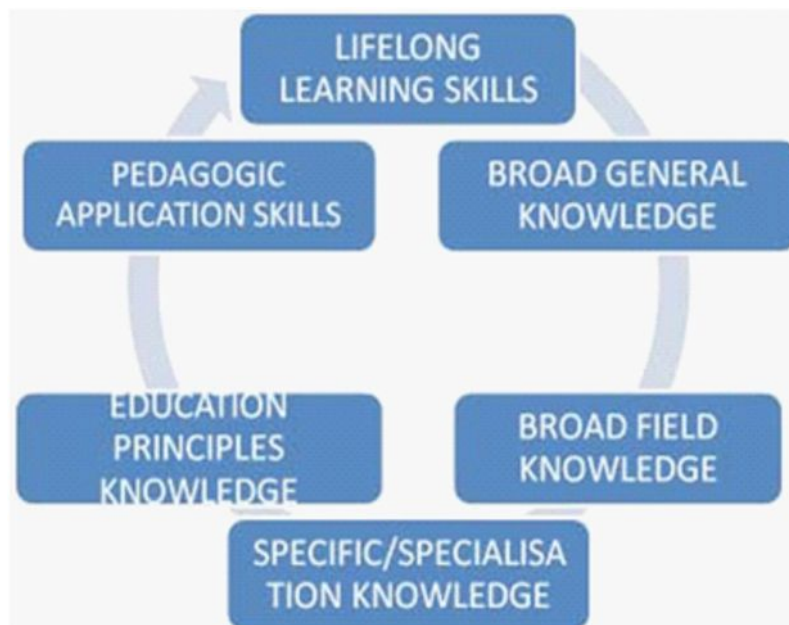 LIFELONG
LEARNING SKILLS
BROAD GENERAL
KNOWLEDGE
BROAD FIELD
KNOWLEDGE
SPECIFIC/SPECIALISA
TION KNOWLEDGE
EDUCATION
PRINCIPLES
KNOWLEDGE
PEDAGOGIC
APPLICATION SKILLS